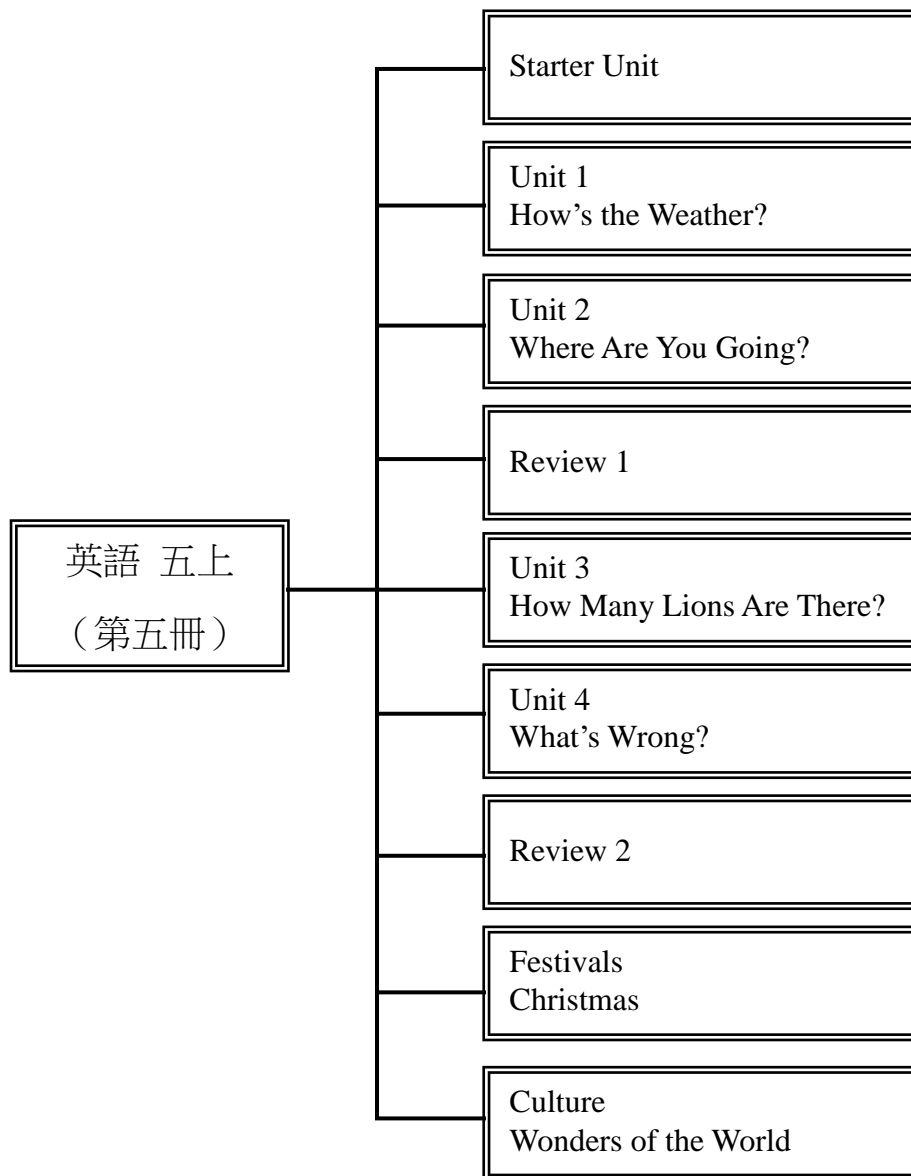 Starter Unit
Unit 1
How's the Weather?
Unit 2
Where Are You Going?
Review 1
英語 五上
（第五冊）
Unit 3
How Many Lions Are There?
Unit 4
What's Wrong?
Review 2
Festivals
Christmas
Culture
Wonders of the World